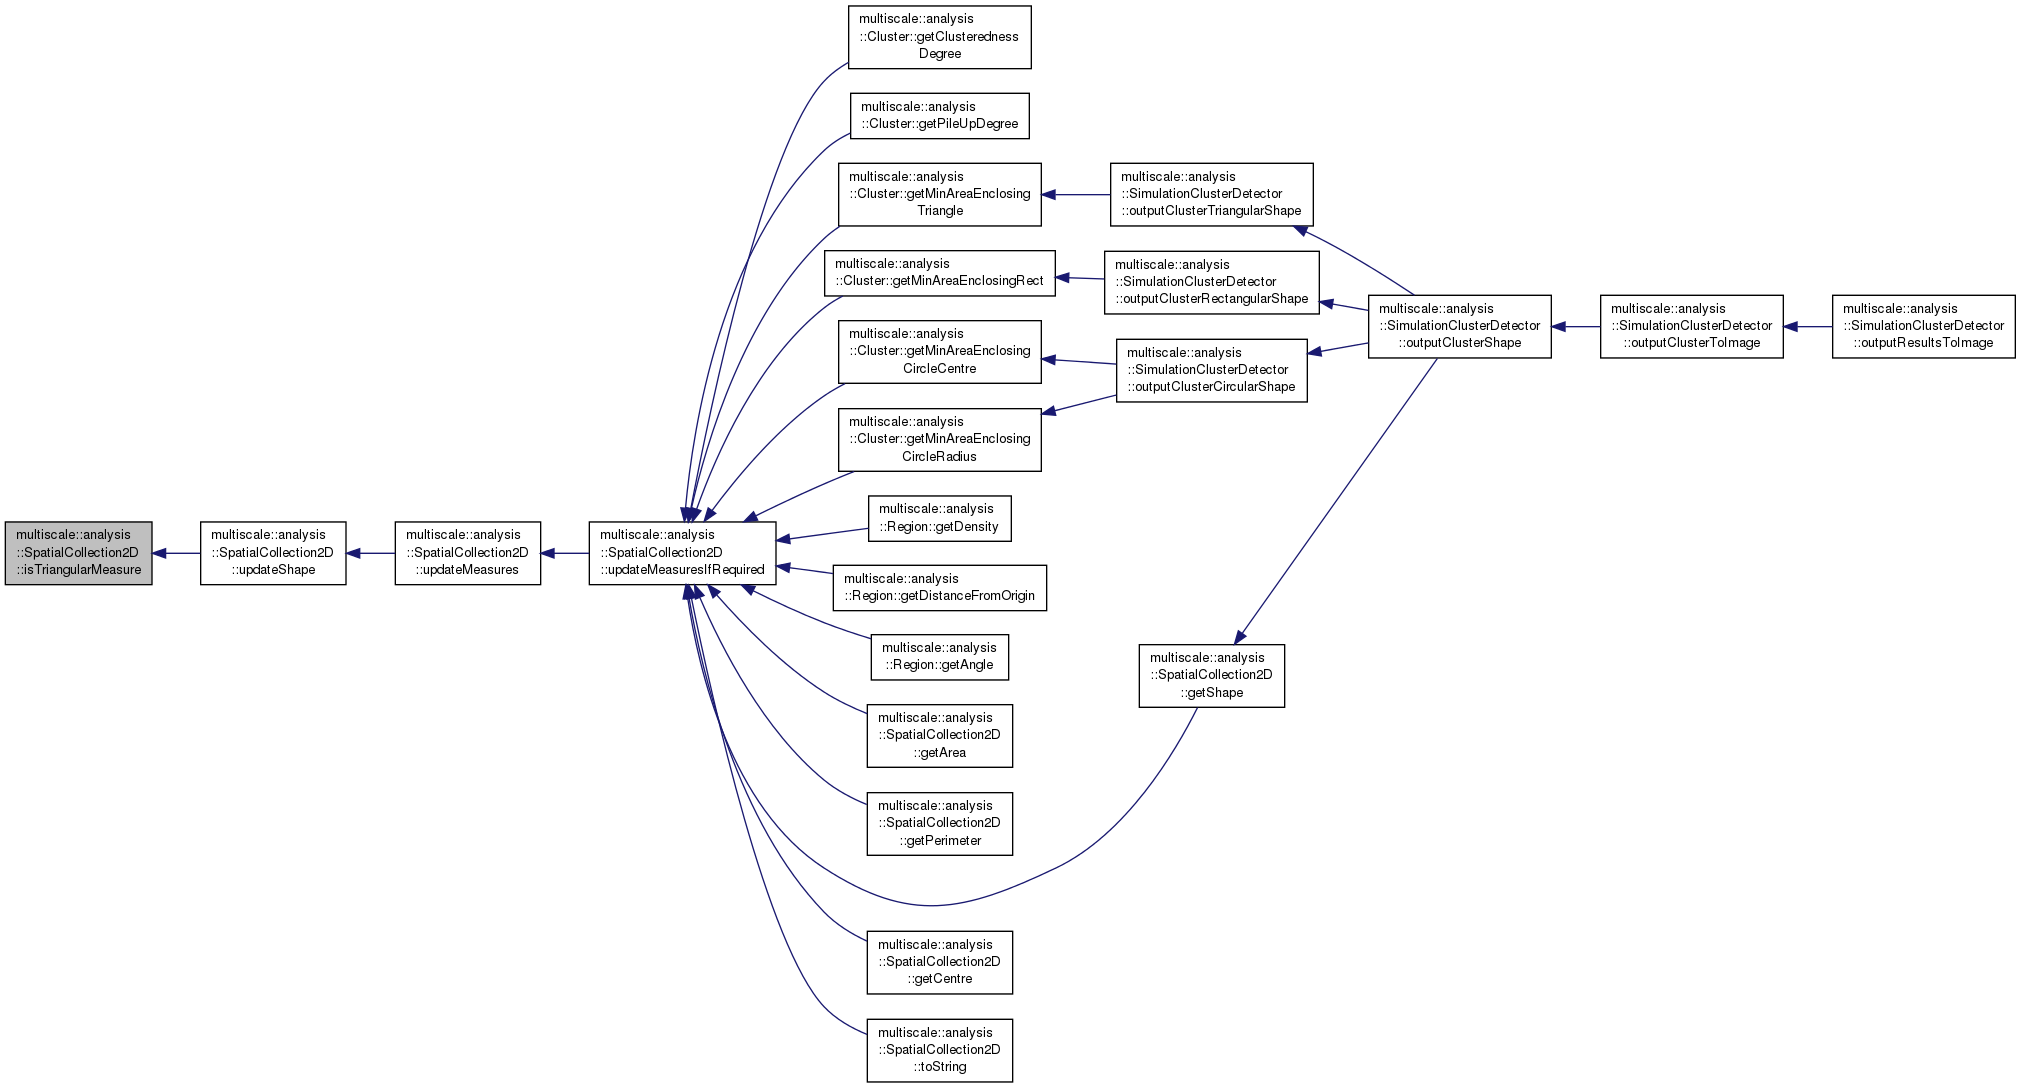 multiscale::analysis
::Cluster::getClusteredness
Degree
multiscale::analysis
::Cluster::getPileUpDegree
multiscale::analysis
::Cluster::getMinAreaEnclosing
Triangle
multiscale::analysis
::SimulationClusterDetector
::outputClusterTriangularShape
multiscale::analysis
::Cluster::getMinAreaEnclosingRect
multiscale::analysis
::SimulationClusterDetector
::outputClusterRectangularShape
multiscale::analysis
::Cluster::getMinAreaEnclosing
CircleCentre
multiscale::analysis
::SimulationClusterDetector
::outputClusterCircularShape
multiscale::analysis
::SimulationClusterDetector
::outputClusterShape
multiscale::analysis
::SimulationClusterDetector
::outputClusterToImage
multiscale::analysis
::SimulationClusterDetector
::outputResultsToImage
multiscale::analysis
::Cluster::getMinAreaEnclosing
CircleRadius
multiscale::analysis
::Region::getDensity
multiscale::analysis
::SpatialCollection2D
::isTriangularMeasure
multiscale::analysis
::SpatialCollection2D
::updateShape
multiscale::analysis
::SpatialCollection2D
::updateMeasures
multiscale::analysis
::SpatialCollection2D
::updateMeasuresIfRequired
multiscale::analysis
::Region::getDistanceFromOrigin
multiscale::analysis
::Region::getAngle
multiscale::analysis
::SpatialCollection2D
::getShape
multiscale::analysis
::SpatialCollection2D
::getArea
multiscale::analysis
::SpatialCollection2D
::getPerimeter
multiscale::analysis
::SpatialCollection2D
::getCentre
multiscale::analysis
::SpatialCollection2D
::toString